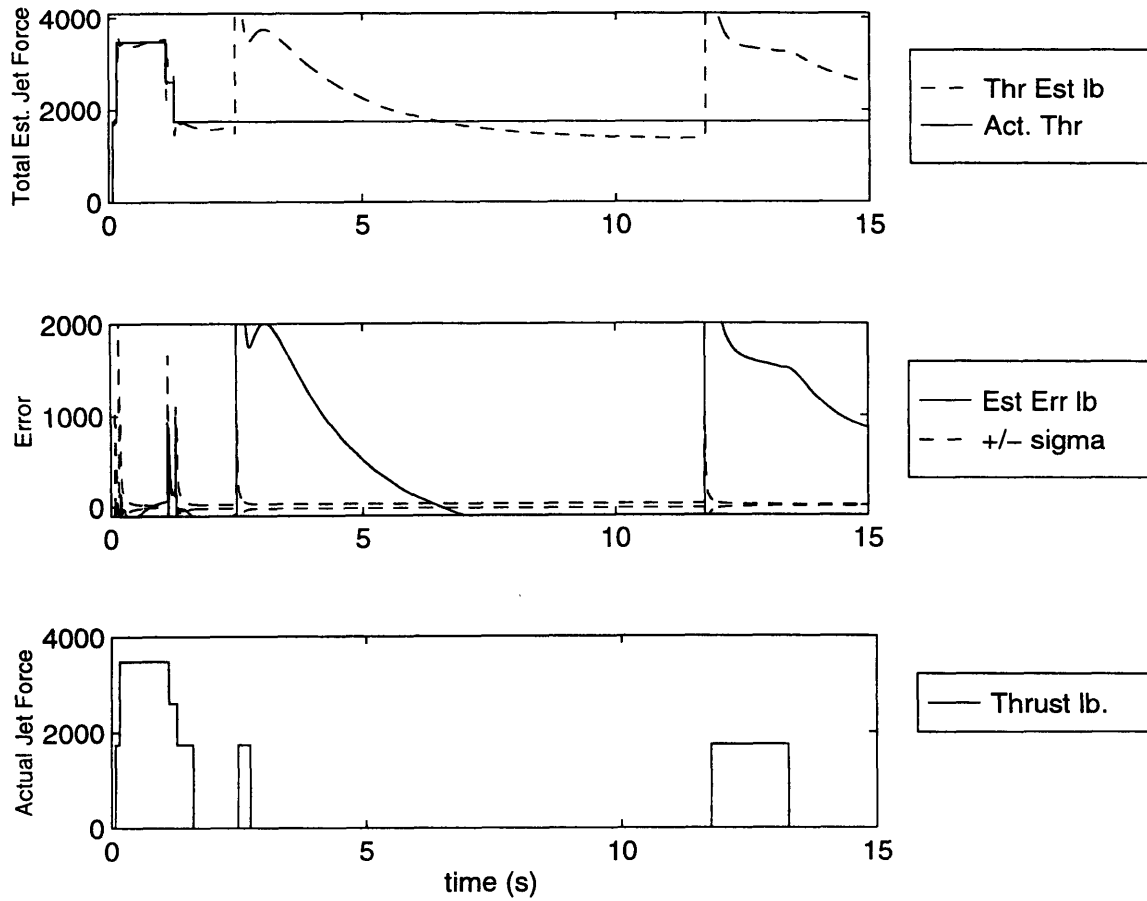 Total Est. Jet Force
4000
2000
0
0
5
10
15
Thr Est lb
Act. Thr
Error
2000
1000
0
0
5
10
15
Est Err lb
+/− sigma
Actual Jet Force
4000
2000
0
0
5
10
15
time (s)
Thrust lb.